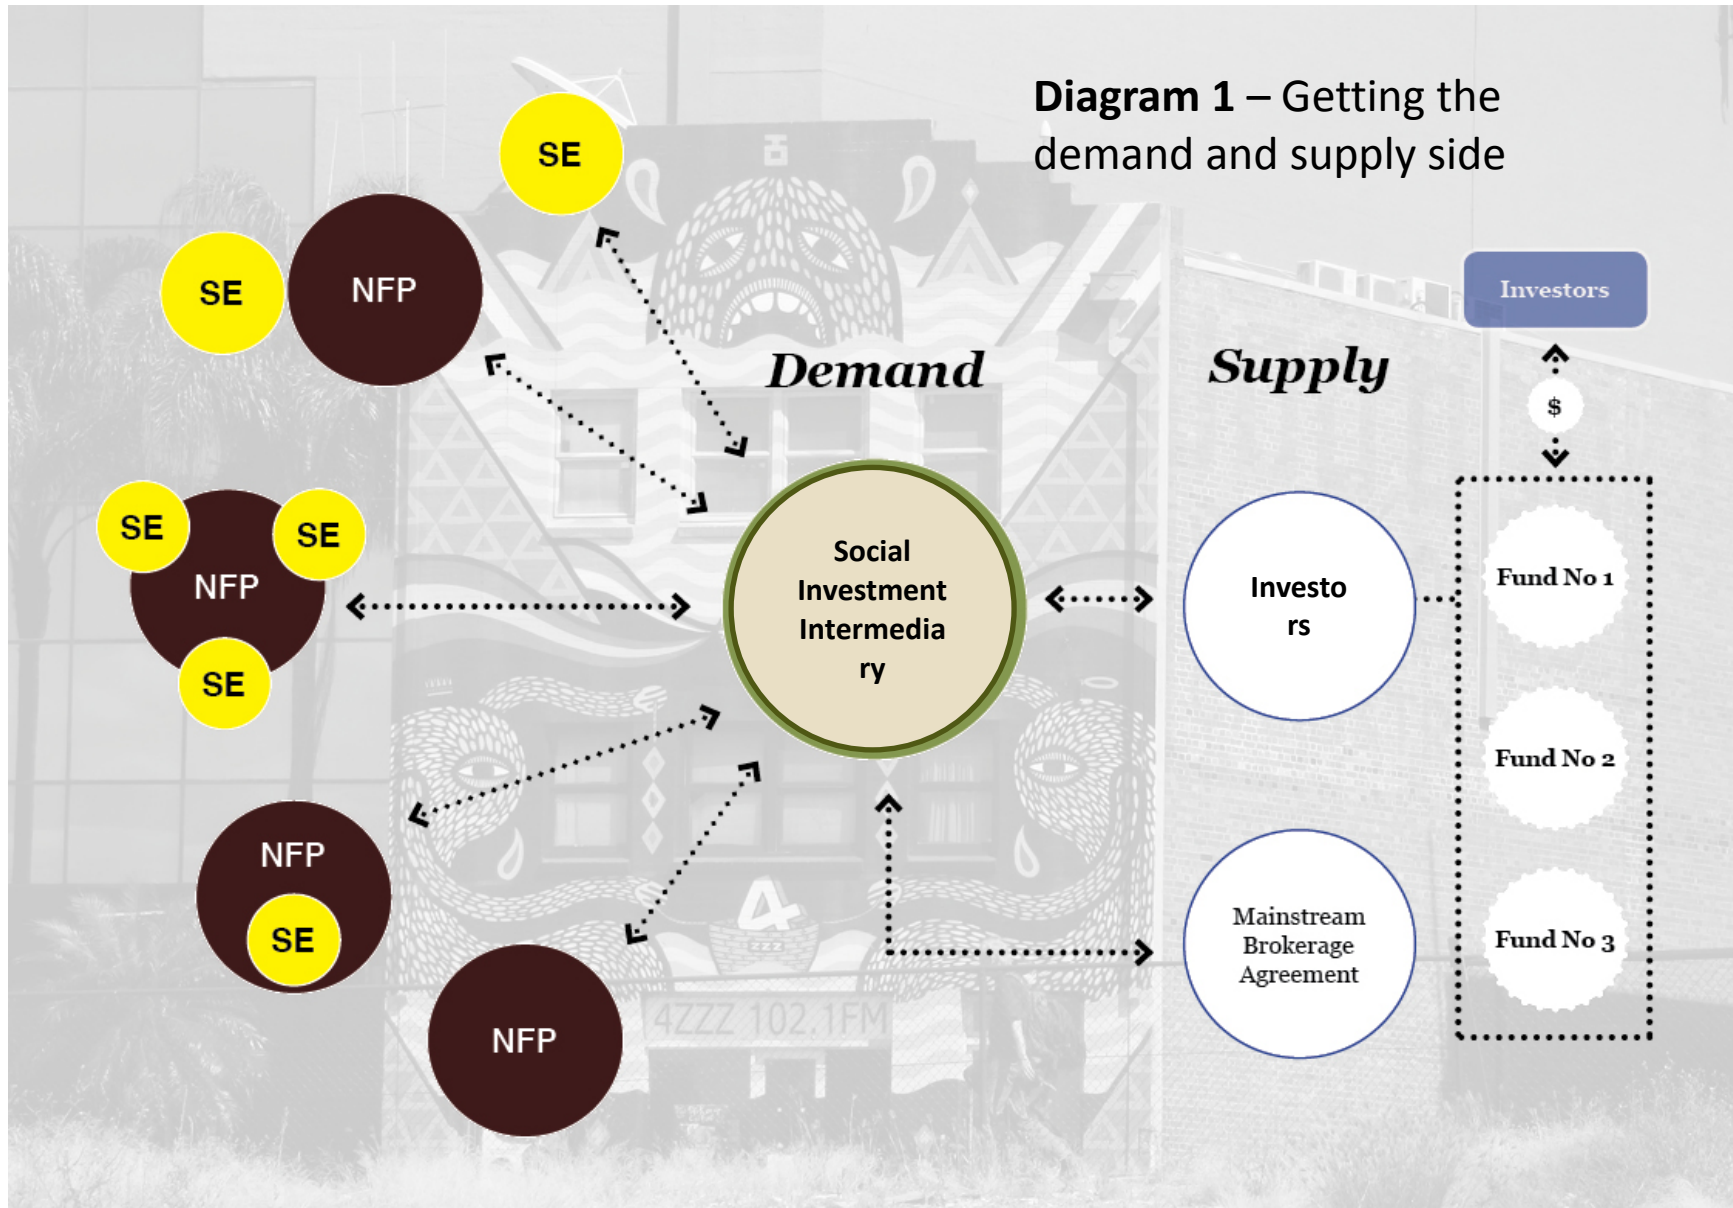 Diagram 1 – Getting the
demand and supply side
SE
SE
NFP
Investors
Demand
Supply
$
SE
SE
NFP
SE
Social
Investment
Intermedia
ry
Investo
rs
Fund No 1
Fund No 2
NFP
SE
Mainstream
Brokerage
Agreement
Fund No 3
4
ZZZ
4ZZZ 102.1FM
NFP